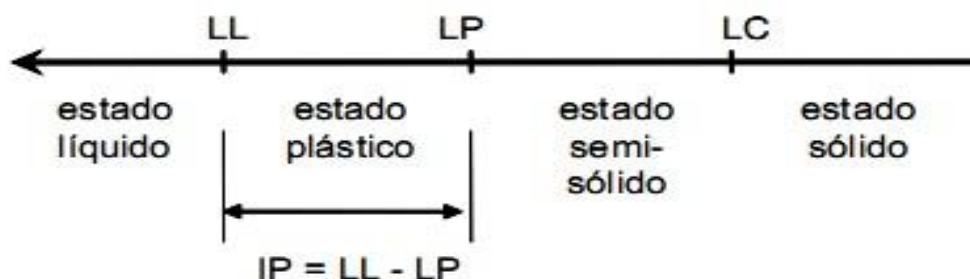 LL LP LC
estado estado estado estado
líquido plástico semi- sólido
sólido
IP = LL - LP